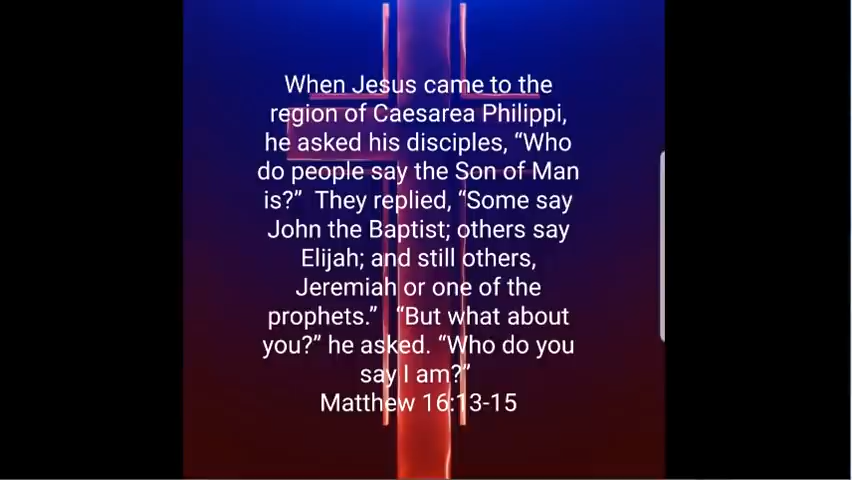 When Jesus came to the
region of Caesarea Philippi,
he asked his disciples, “Who
do people say the Son of Man
is?”  They replied, “Some say
John the Baptist; others say
Elijah; and still others,
Jeremiah or one of the
prophets.”  “But what about
you?” he asked. “Who do you
say I am?”
Matthew 16:13-15